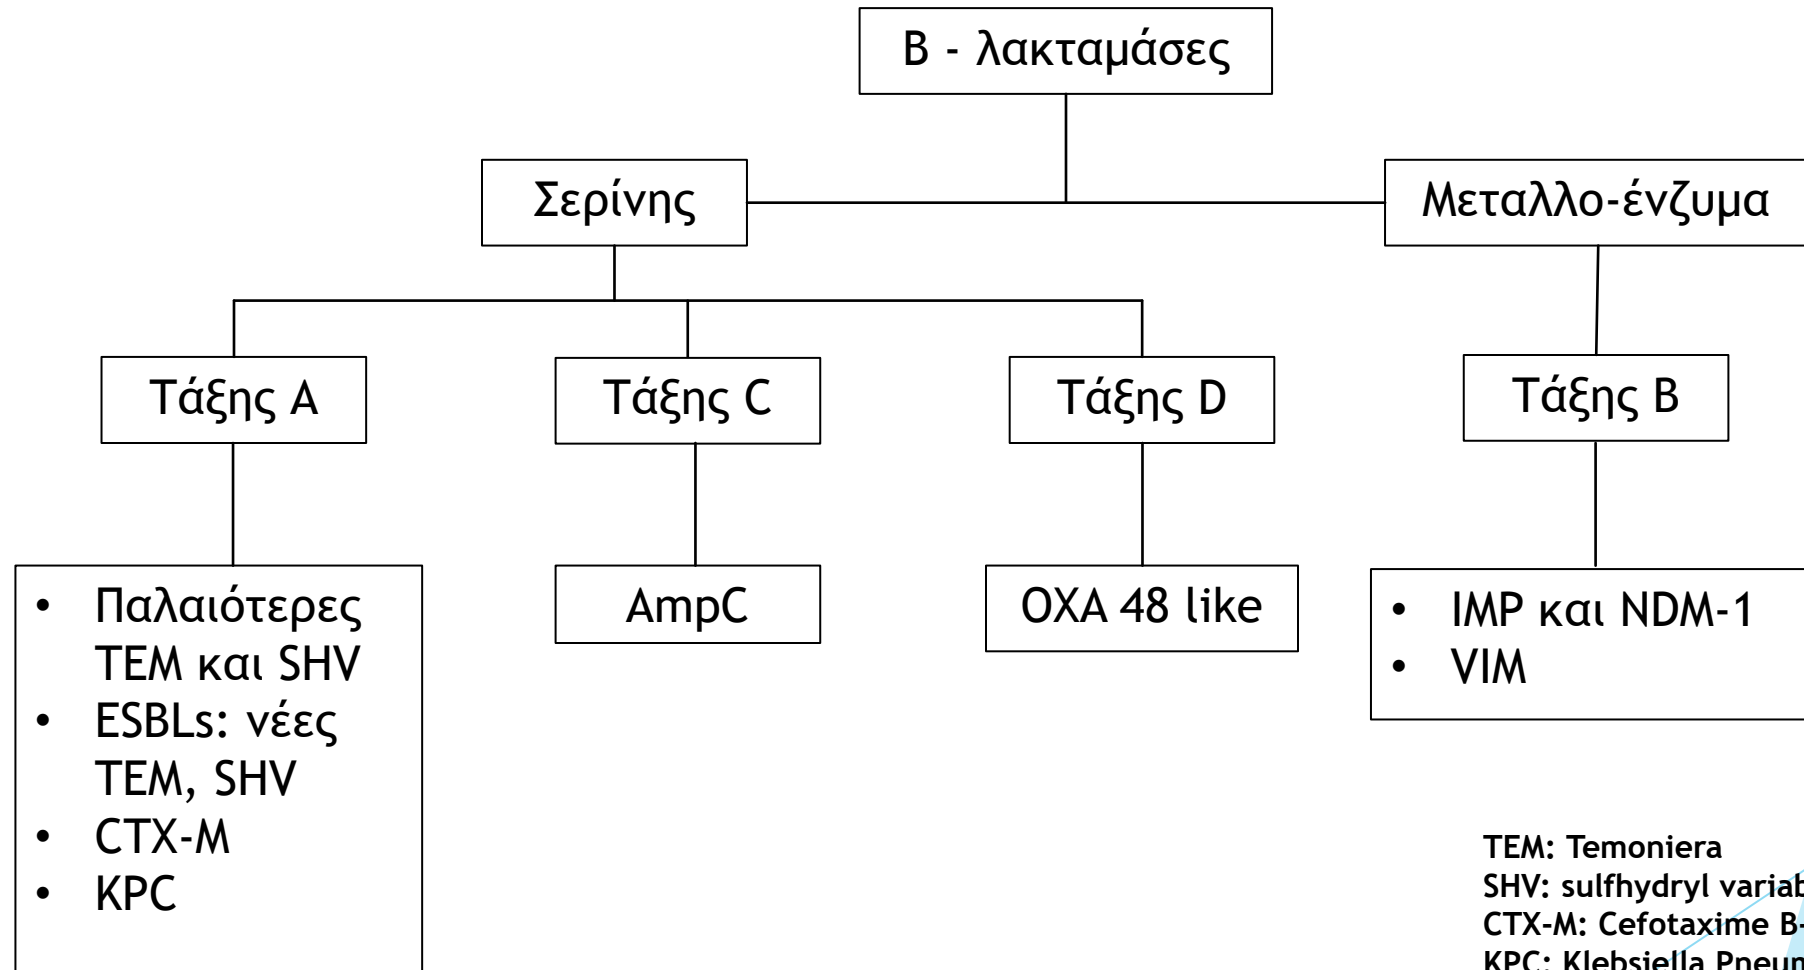 Β - λακταμάσες
Σερίνης
Μεταλλο-ένζυμα
Τάξης Α
Τάξης C
Τάξης D
Τάξης Β
• Παλαιότερες
TEM και SHV
• ESBLs: νέες
TEM, SHV
• CTX-M
• KPC
AmpC
OXA 48 like
• IMP και NDM-1
• VIM
TEM: Temoniera
SHV: sulfhydryl
CTX-M: Cefotaxime
KPC: Klebsiella